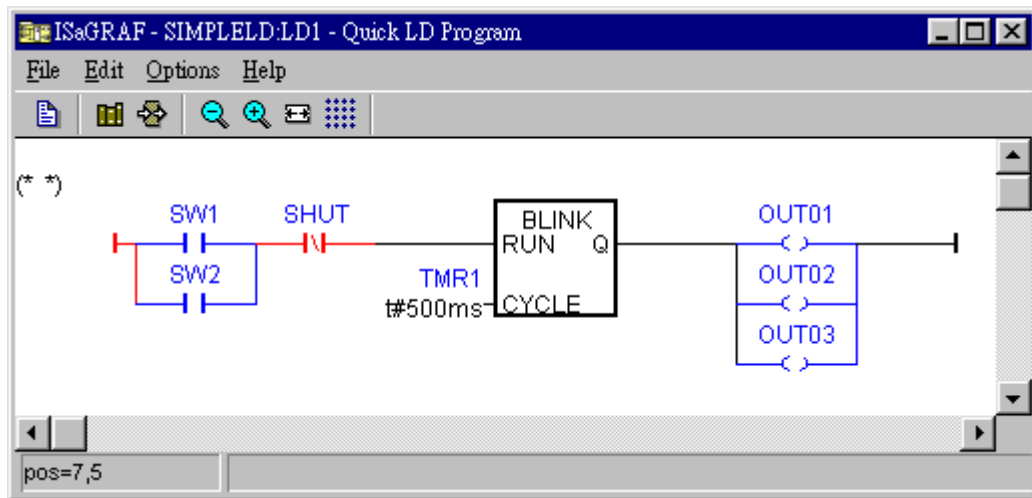 ISaGRAF - SIMPLELD:LD1 - Quick LD Program
File Edit Options Help
(* *)
SW1 SHUT BLINK OUT01
RUN Q
SW2 TMR1 OUT02
t#500ms CYCLE
OUT03
pos=7,5